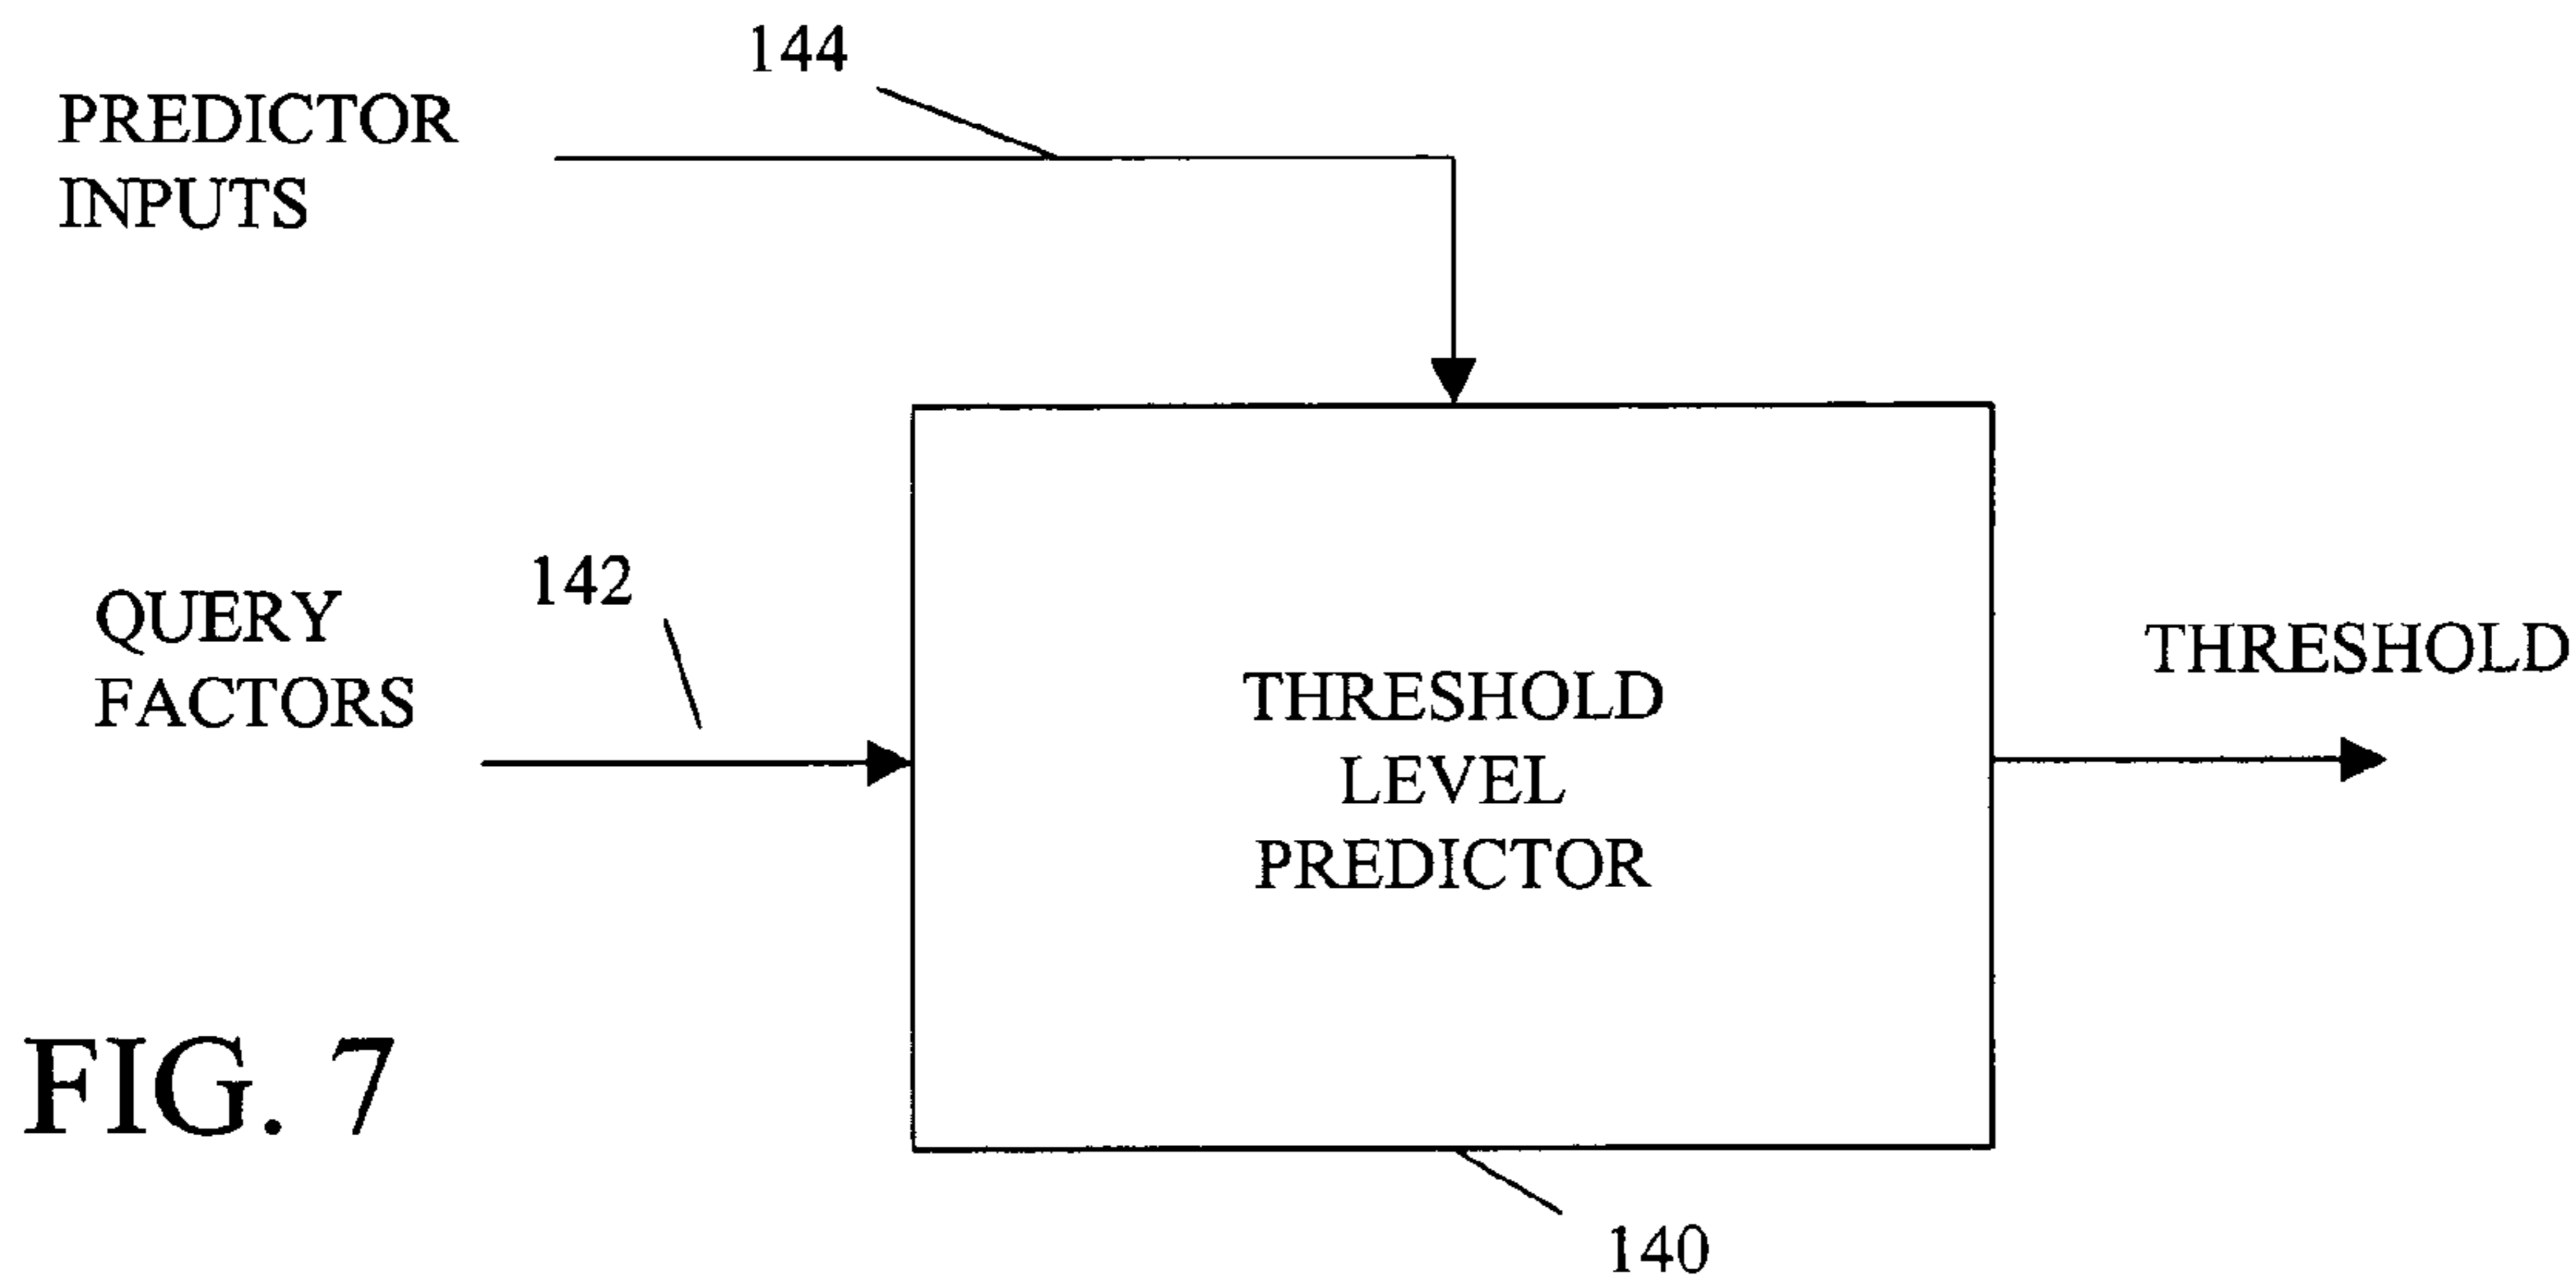 144
PREDICTOR
INPUTS
142
QUERY
FACTORS
THRESHOLD
LEVEL
PREDICTOR
THRESHOLD
FIG. 7
140